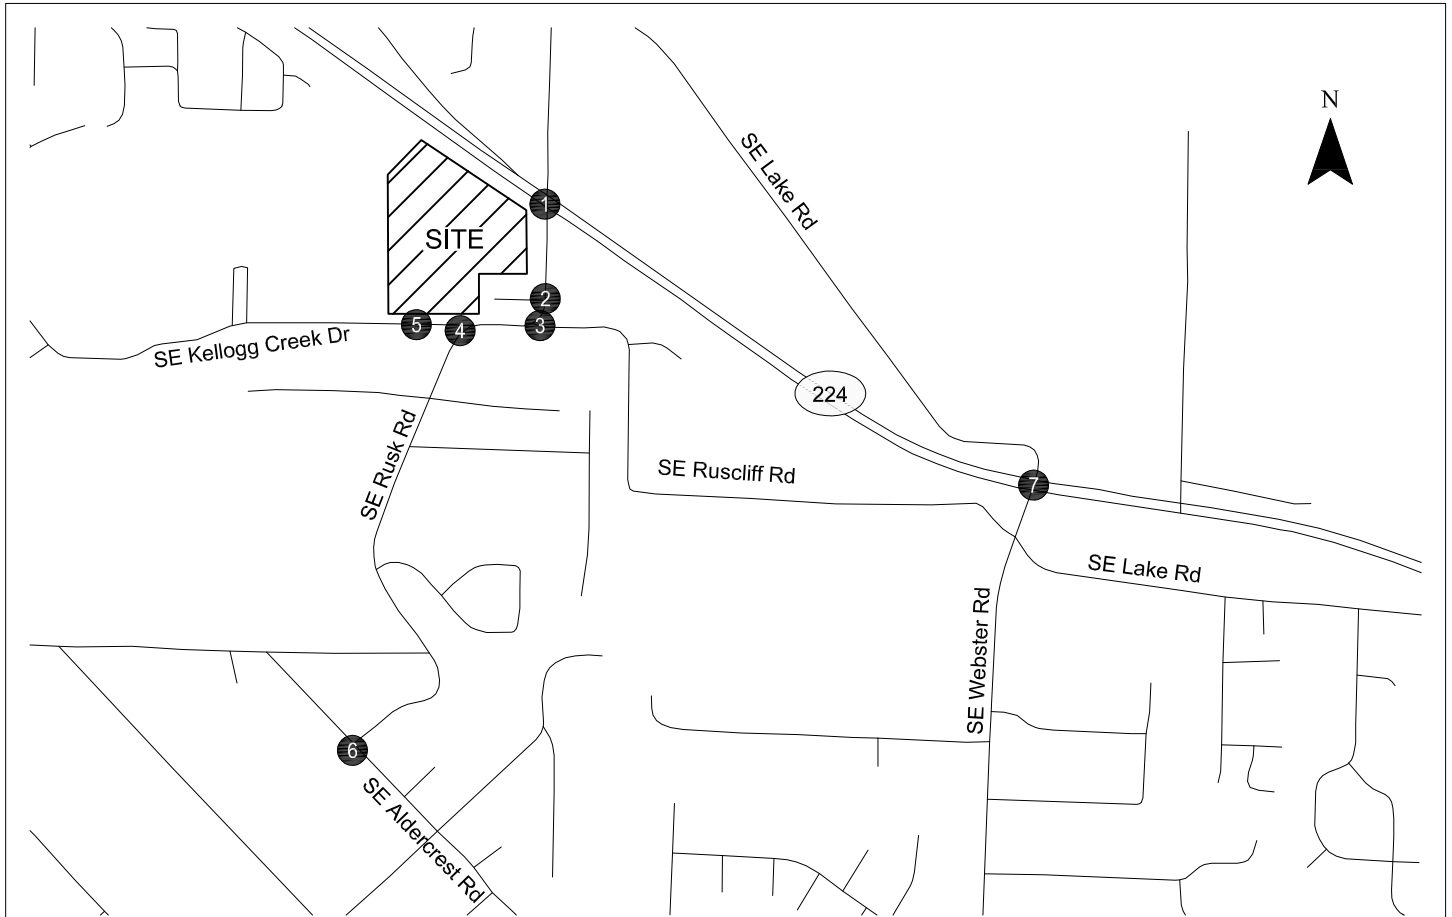 N
SE Lake Rd
1
SITE
2
5
4
3
SE Kellogg Creek Dr
224
SE Rusk Rd
SE Ruscliff Rd
7
SE Lake Rd
SE Webster Rd
6
SE Aldercrest Rd